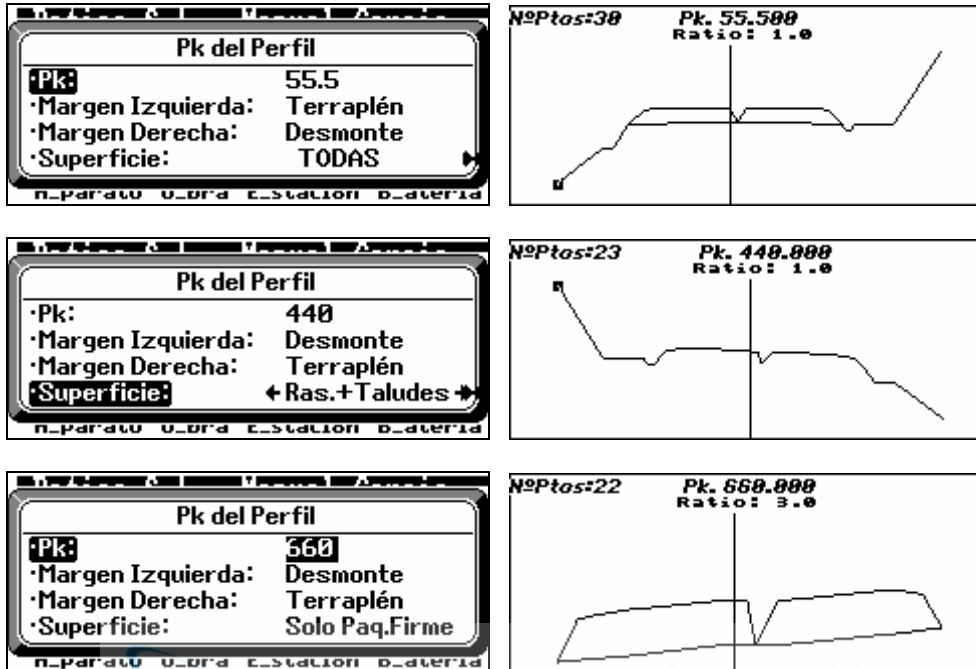 Pk del Perfil
·Pk: 55.5
·Margen Izquierda: Terraplén
·Margen Derecha: Desmonte
·Superficie: TODAS
NºPtos:30 Pk. 55.500
Ratio: 1.0
Pk del Perfil
·Pk: 440
·Margen Izquierda: Desmonte
·Margen Derecha: Terraplén
·Superficie: Ras.+Taludes
NºPtos:23 Pk. 440.000
Ratio: 1.0
Pk del Perfil
·Pk: 660
·Margen Izquierda: Desmonte
·Margen Derecha: Terraplén
·Superficie: Solo Paq.Firme
NºPtos:22 Pk. 660.000
Ratio: 3.0